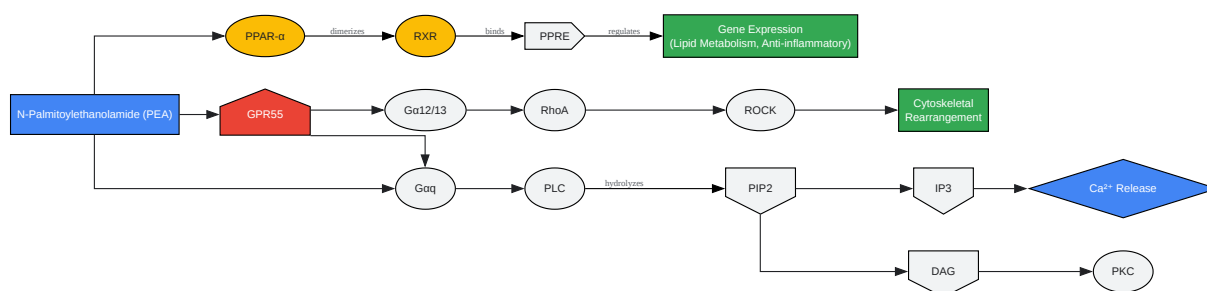 PPAR-α
dimerizes
RXR
binds
PPRE
regulates
Gene Expression
(Lipid Metabolism, Anti-inflammatory)
N-Palmitoylethanolamide (PEA)
GPR55
Gα12/13
RhoA
ROCK
Cytoskeletal
Rearrangement
Gαq
PLC
hydrolyzes
PIP2
IP3
Ca²⁺ Release
DAG
PKC